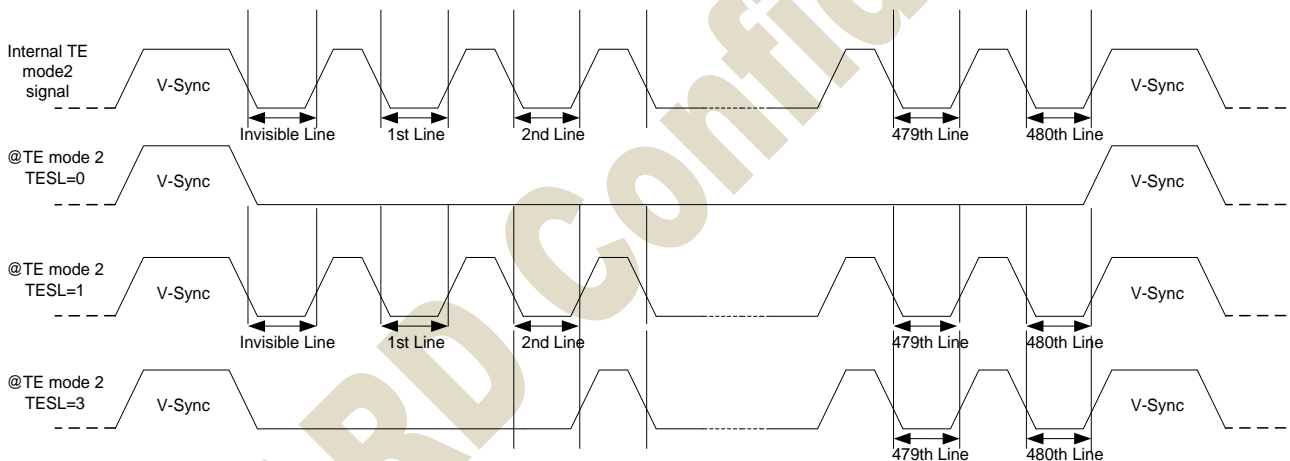 Internal TE
mode2
signal
V-Sync
V-Sync
Invisible Line
1st Line
2nd Line
479th Line
480th Line
@TE mode 2
TESL=0
V-Sync
V-Sync
@TE mode 2
TESL=1
V-Sync
V-Sync
Invisible Line
1st Line
2nd Line
479th Line
480th Line
@TE mode 2
TESL=3
V-Sync
V-Sync
479th Line
480th Line